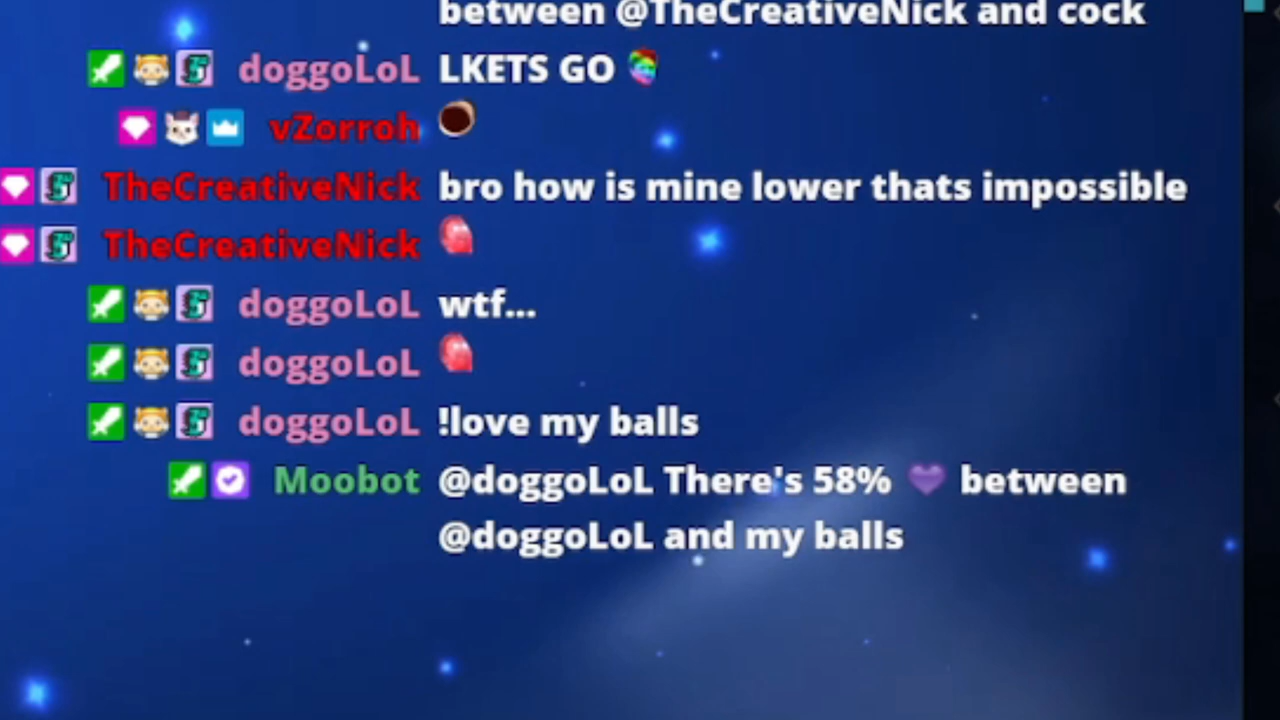 between @TheCreativeNick and cock
doggoLoL LKETS GO
vZorroh
TheCreativeNick bro how is mine lower thats impossible
TheCreativeNick
doggoLoL wtf...
doggoLoL
doggoLoL !love my balls
Moobot @doggoLoL There's 58% 💜 between
@doggoLoL and my balls